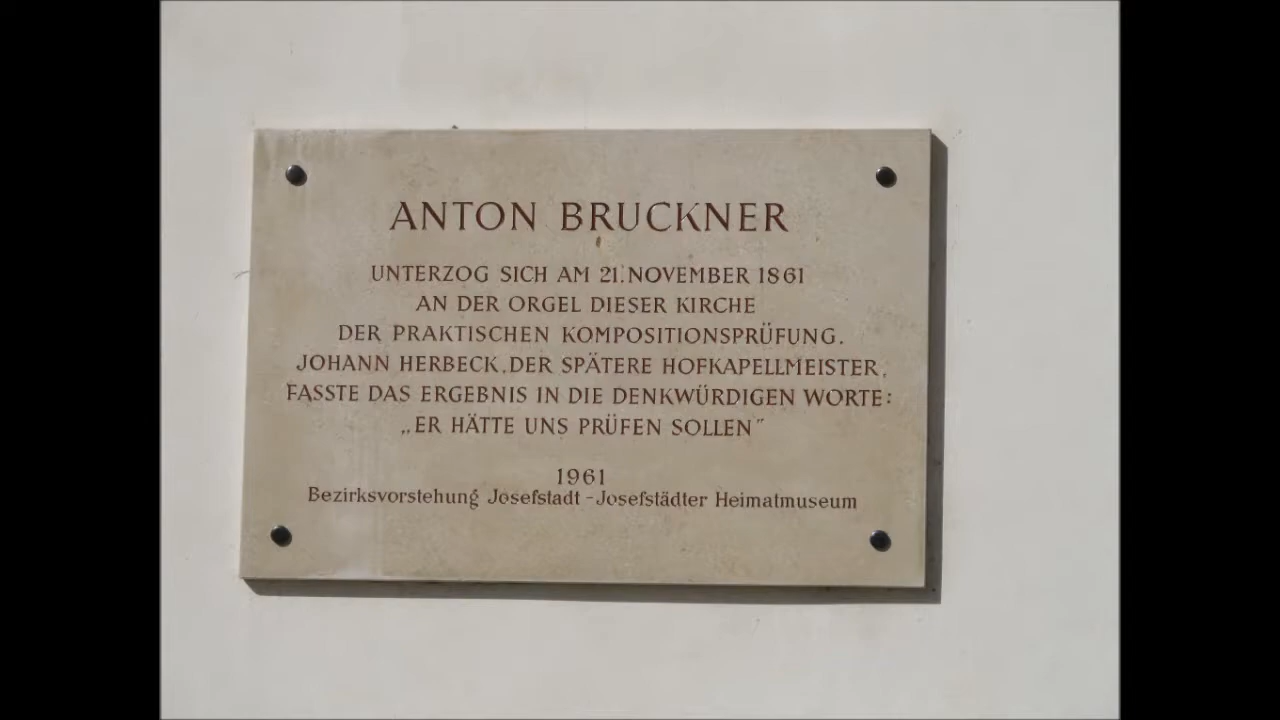 ANTON BRUCKNER
UNTERZOG SICH AM 21. NOVEMBER 1861
AN DER ORGEL DIESER KIRCHE
DER PRAKTISCHEN KOMPOSITIONSPRÜFUNG.
JOHANN HERBECK, DER SPÄTERE HOFKAPELLMEISTER,
FASSTE DAS ERGEBNIS IN DIE DENKWÜRDIGEN WORTE:
„ER HÄTTE UNS PRÜFEN SOLLEN"
1961
Bezirksvorstehung Josefstadt - Josefstädter Heimatmuseum